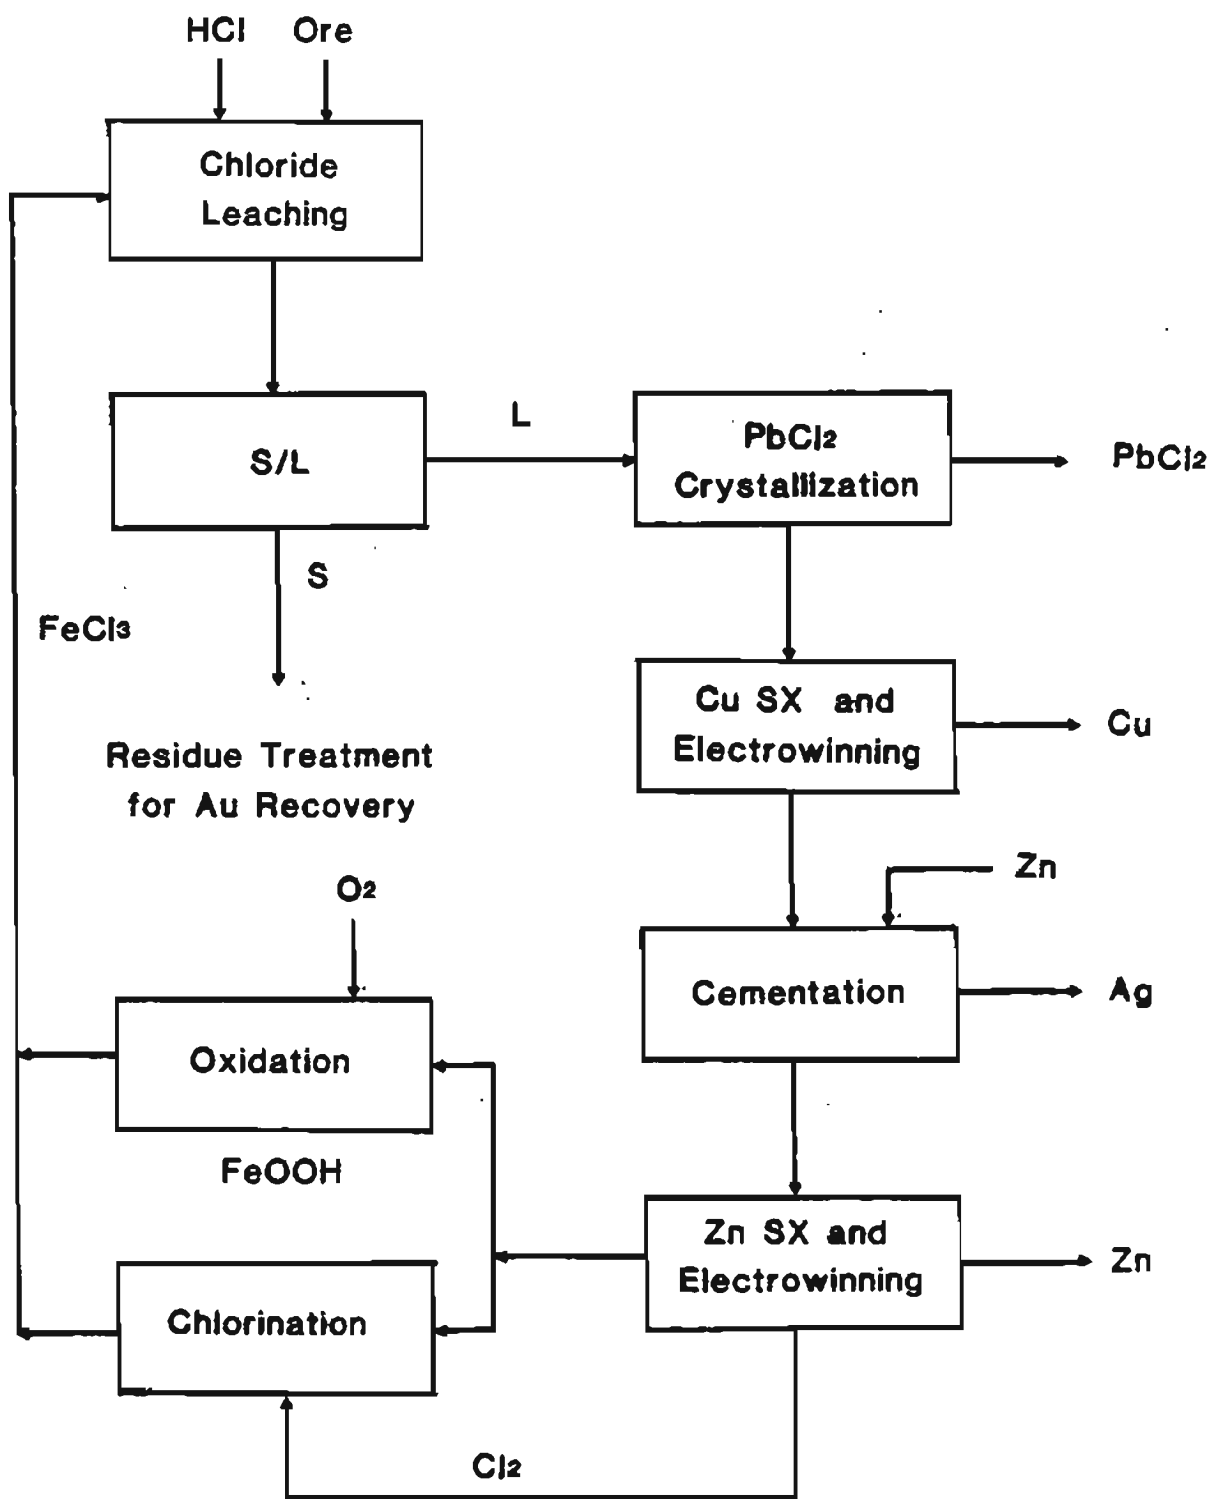 HCl Ore
Chloride
Leaching
S/L
L
PbCl2
Crystallization
PbCl2
S
FeCl3
Residue Treatment
for Au Recovery
Cu SX and
Electrowinning
Cu
Zn
O2
Cementation
Ag
Oxidation
FeOOH
Zn SX and
Electrowinning
Zn
Chlorination
Cl2